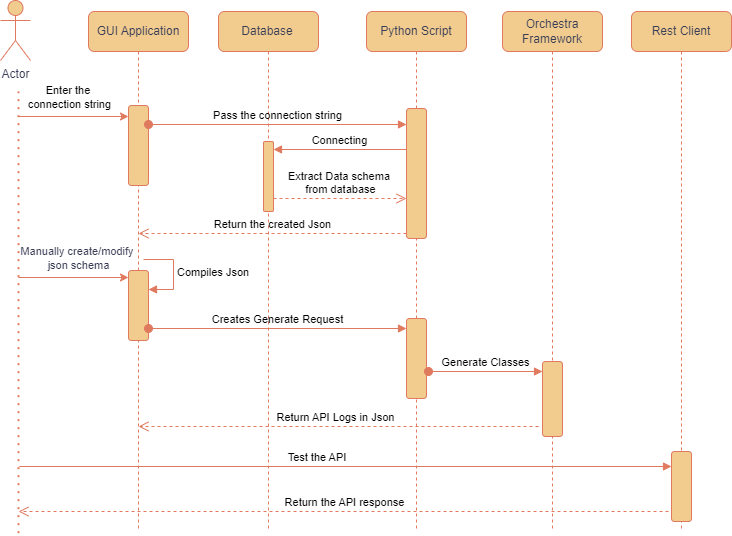 GUI Application
Database
Python Script
Orchestra
Framework
Rest Client
Actor
Enter the
connection string
Pass the connection string
Connecting
Extract Data schema
from database
Return the created Json
Manually create/modify
json schema
Compiles Json
Creates Generate Request
Generate Classes
Return API Logs in Json
Test the API
Return the API response